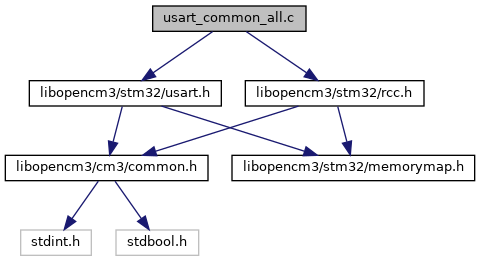 usart_common_all.c
libopencm3/stm32/usart.h
libopencm3/stm32/rcc.h
libopencm3/cm3/common.h
libopencm3/stm32/memorymap.h
stdint.h
stdbool.h